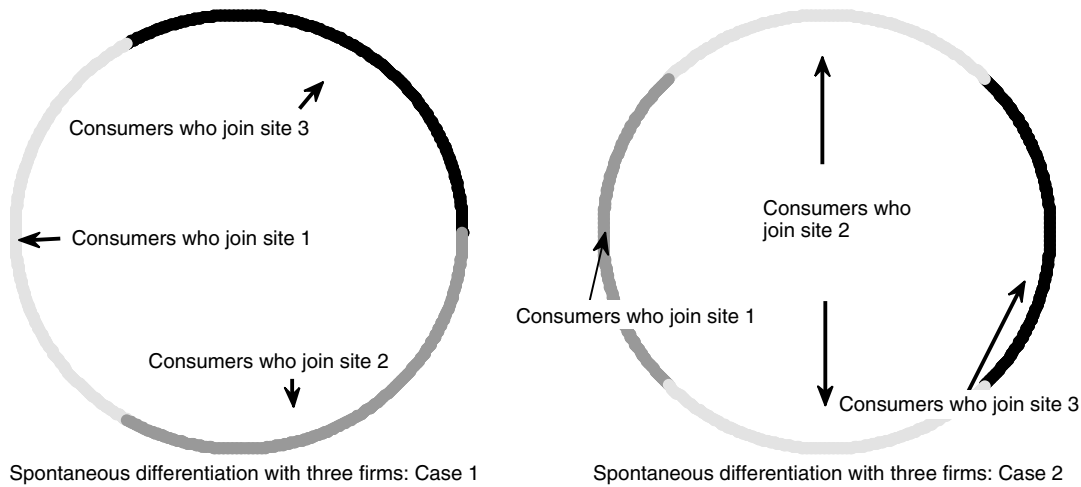 Consumers who join site 3
Consumers who join site 1
Consumers who join site 2
Spontaneous differentiation with three firms: Case 1
Consumers who
join site 2
Consumers who join site 1
Consumers who join site 3
Spontaneous differentiation with three firms: Case 2